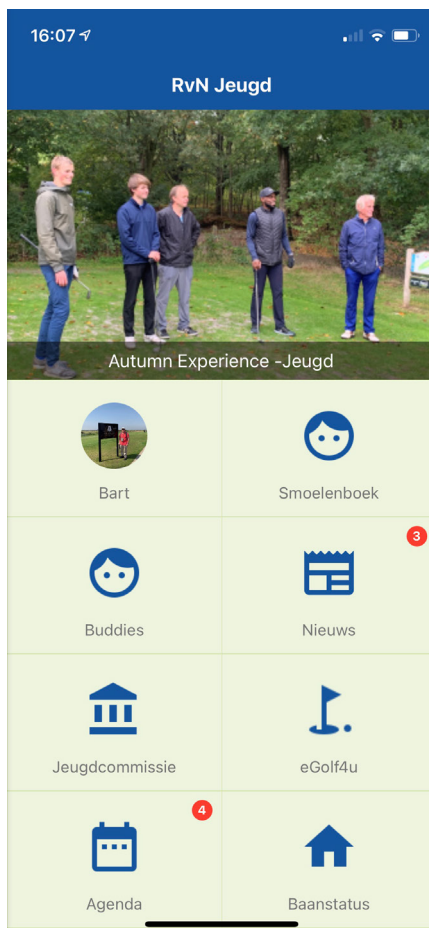 16:07
RvN Jeugd
Autumn Experience -Jeugd
Bart
Smoelenboek
3
Buddies
Nieuws
Jeugdcommissie
eGolf4u
4
Agenda
Baanstatus